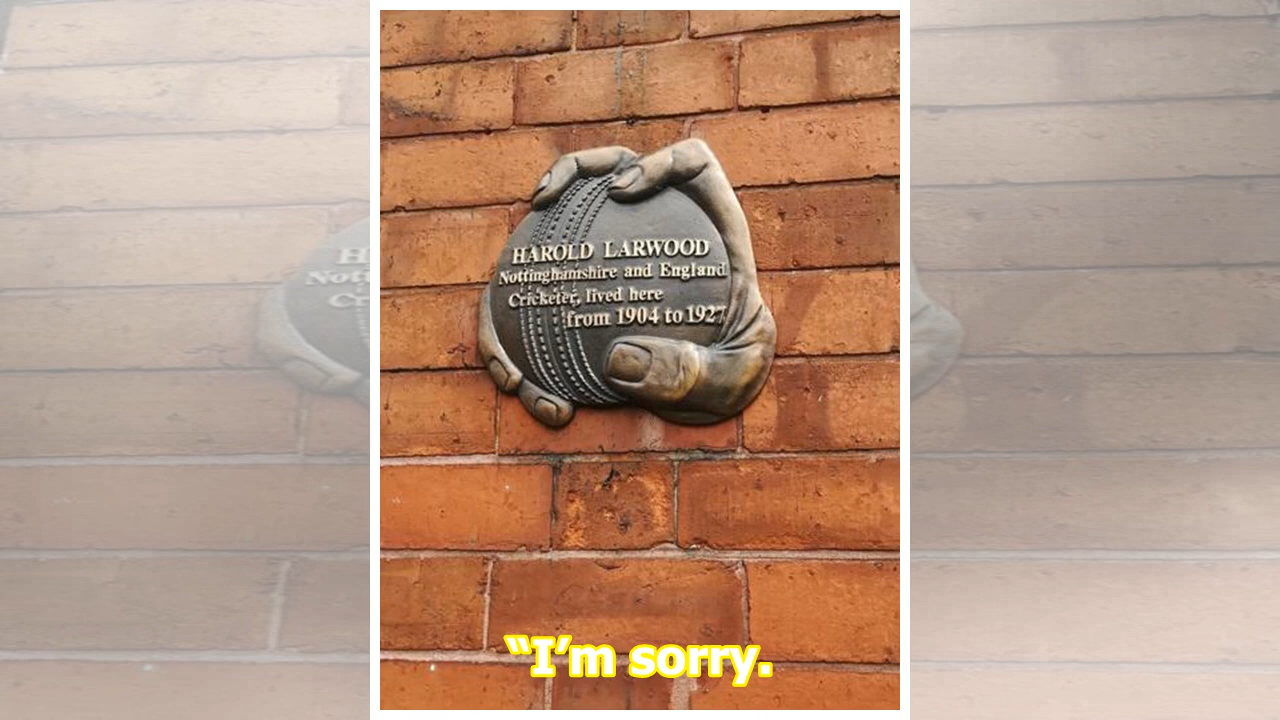 HAROLD LARWOOD
Nottinghamshire and England
Cricketer, lived here
from 1904 to 1927
“I’m sorry.